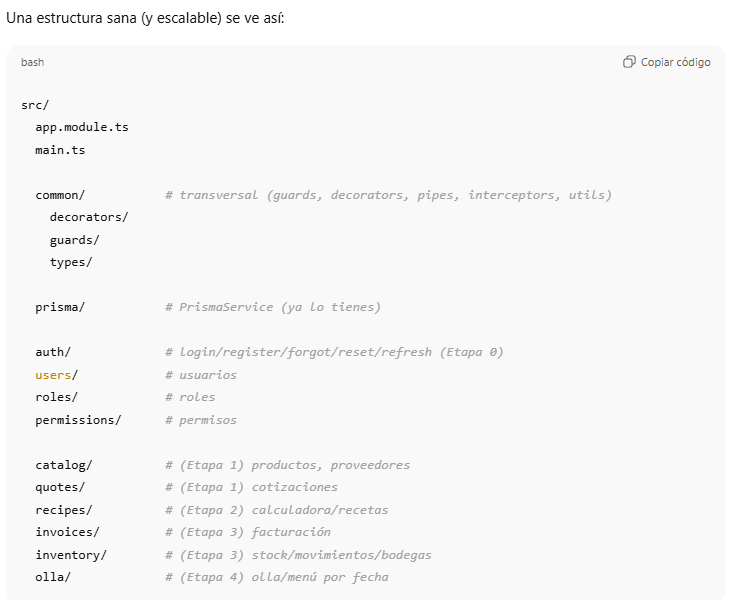 Una estructura sana (y escalable) se ve así:
bash
Copiar código
src/
app.module.ts
main.ts
common/ # transversal (guards, decorators, pipes, interceptors, utils)
decorators/
guards/
types/
prisma/ # PrismaService (ya lo tienes)
auth/ # login/register/forgot/reset/refresh (Etapa 0)
users/ # usuarios
roles/ # roles
permissions/ # permisos
catalog/ # (Etapa 1) productos, proveedores
quotes/ # (Etapa 1) cotizaciones
recipes/ # (Etapa 2) calculadora/recetas
invoices/ # (Etapa 3) facturación
inventory/ # (Etapa 3) stock/movimientos/bodegas
olla/ # (Etapa 4) olla/menú por fecha